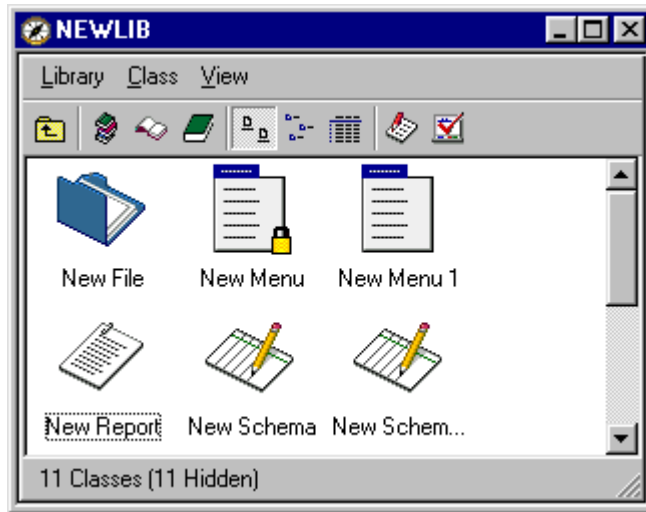 NEWLIB
Library Class View
New File New Menu New Menu 1
New Report New Schema New Schem...
11 Classes (11 Hidden)